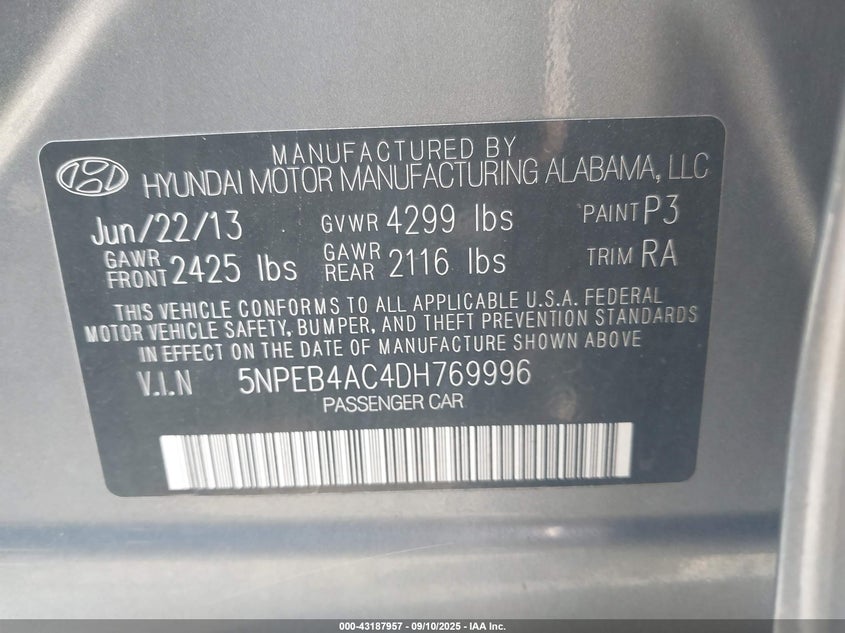 MANUFACTURED BY
HYUNDAI MOTOR MANUFACTURING ALABAMA, LLC
Jun/22/13 GVWR 4299 lbs PAINT P3
GAWR FRONT 2425 lbs GAWR REAR 2116 lbs TRIM RA
THIS VEHICLE CONFORMS TO ALL APPLICABLE U.S.A. FEDERAL
MOTOR VEHICLE SAFETY, BUMPER, AND THEFT PREVENTION STANDARDS
IN EFFECT ON THE DATE OF MANUFACTURE SHOWN ABOVE
V.I.N 5NPEB4AC4DH769996
PASSENGER CAR
000-43187957 - 09/10/2025 - IAA Inc.